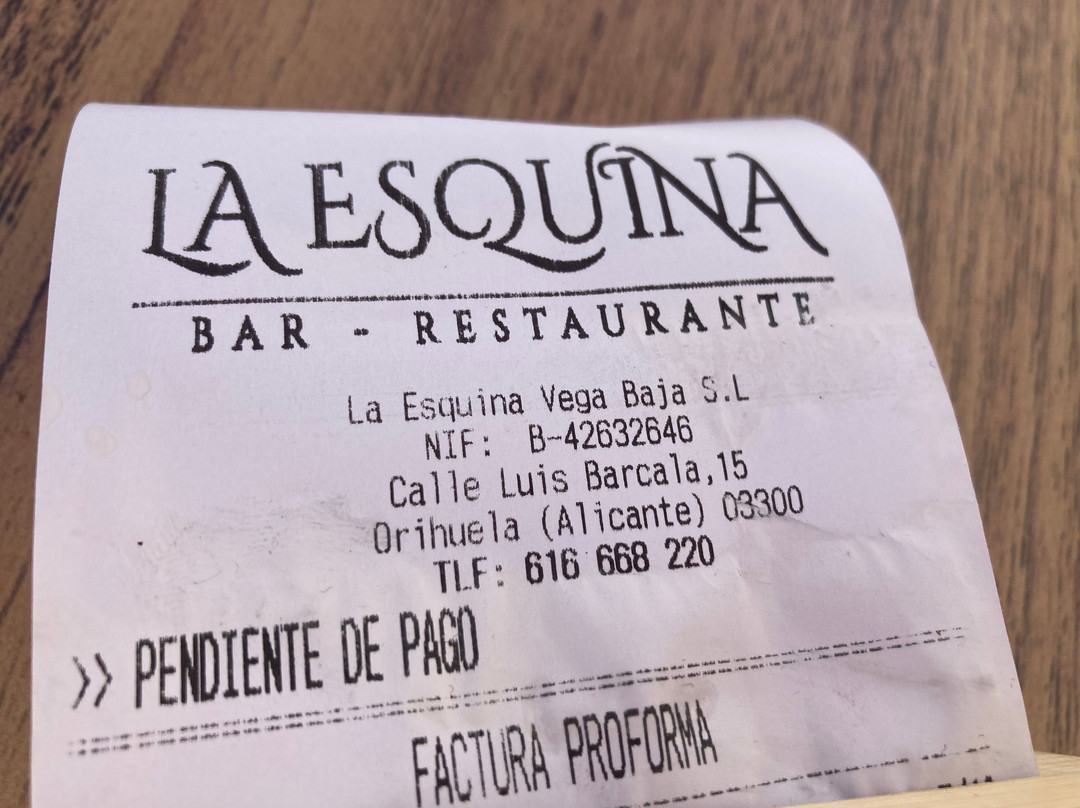 LA ESQUINA
BAR - RESTAURANTE
La Esquina Vega Baja S.L
NIF: B-42632646
Calle Luis Barcala,15
Orihuela (Alicante) 03300
TLF: 616 668 220
>> PENDIENTE DE PAGO
FACTURA PROFORMA